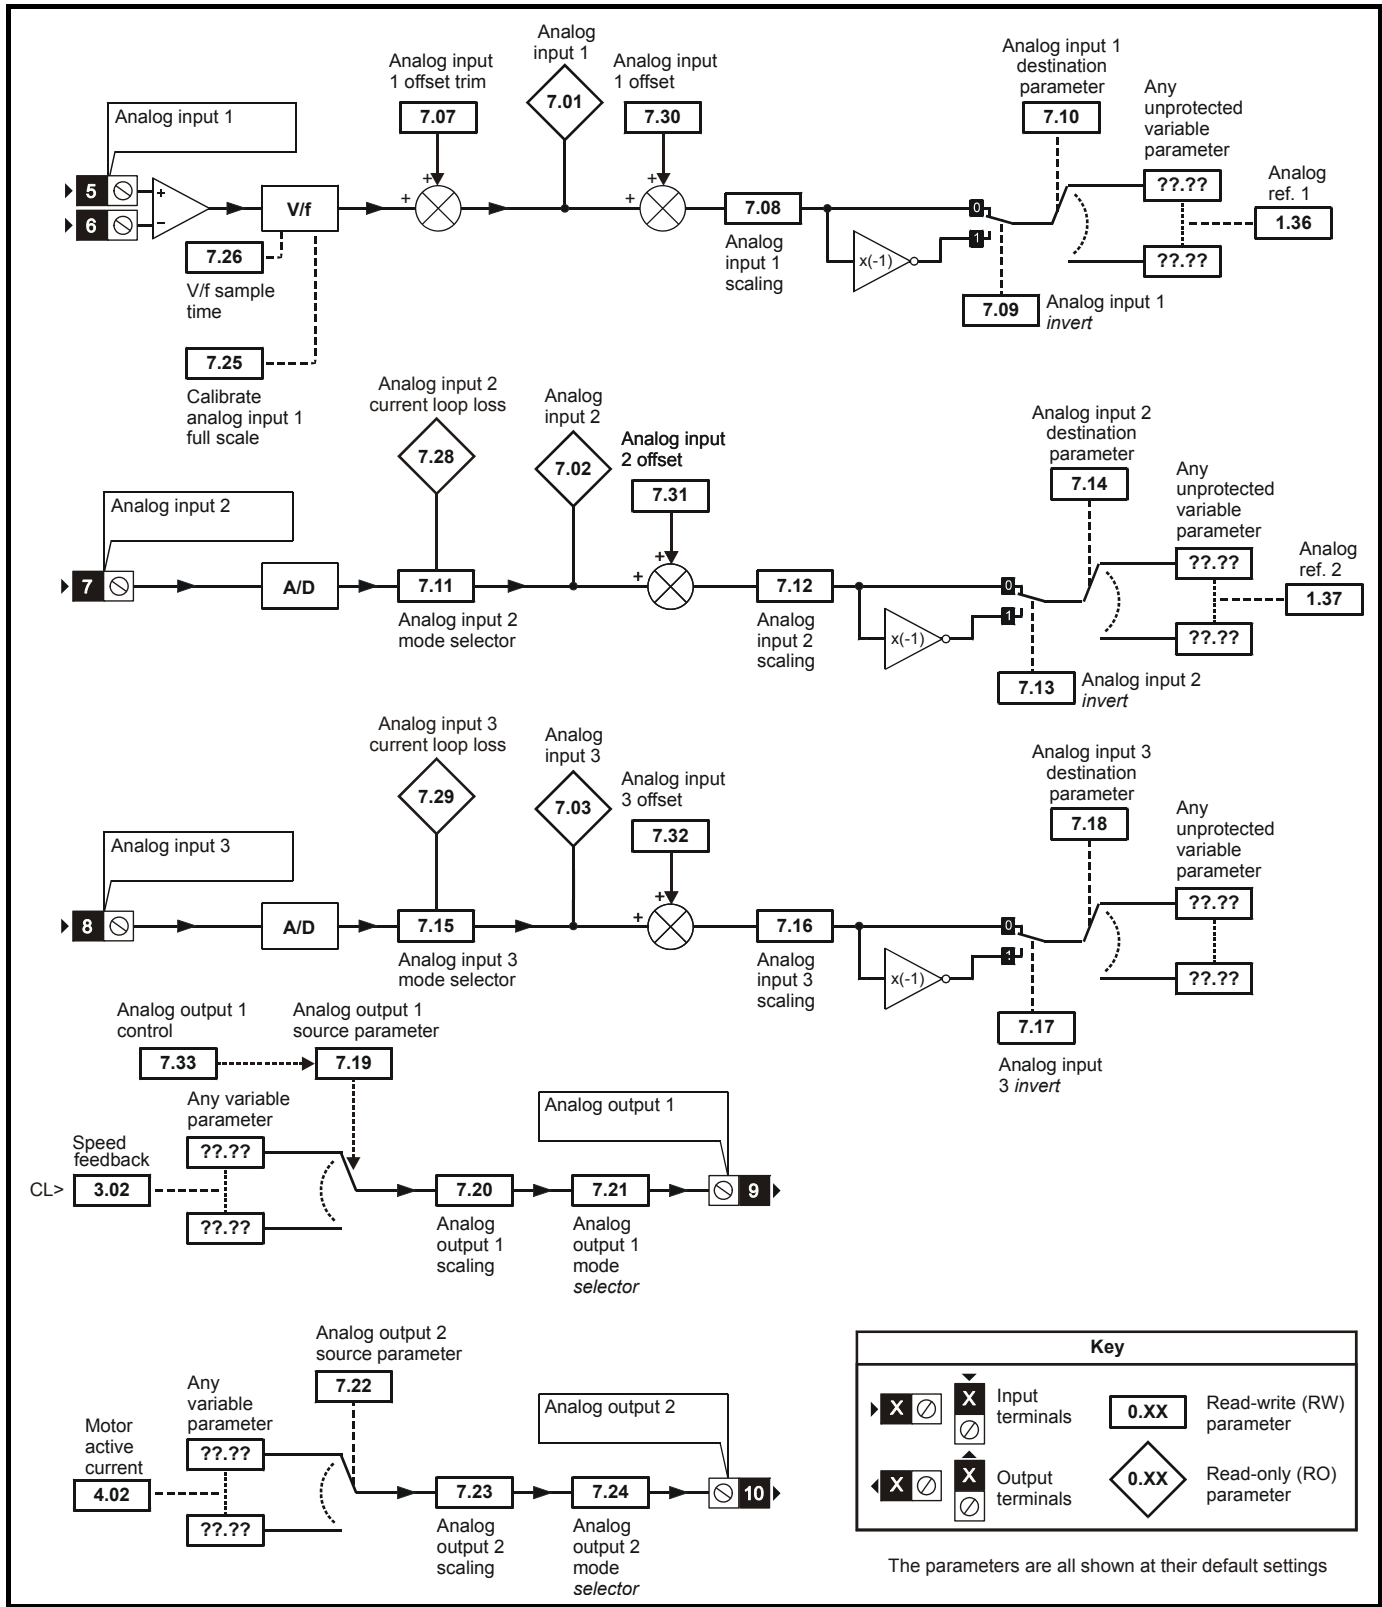 Analog
input 1
Analog input
1 offset trim
Analog input
1 offset
Analog input 1
destination
parameter
Any
unprotected
variable
parameter
7.07
7.01
7.30
7.10
Analog input 1
5
6
+
−
V/f
+
+
+
+
7.08
0
1
x(-1)
??.??
??.??
Analog
ref. 1
1.36
7.26
V/f sample
time
Analog
input 1
scaling
7.09
Analog input 1
invert
7.25
Calibrate
analog input 1
full scale
Analog input 2
current loop loss
Analog
input 2
Analog input
2 offset
Analog input 2
destination
parameter
Any
unprotected
variable
parameter
7.28
7.02
7.31
7.14
Analog input 2
7
A/D
7.11
Analog input 2
mode selector
+
+
7.12
Analog
input 2
scaling
0
1
x(-1)
??.??
??.??
Analog
ref. 2
1.37
7.13
Analog input 2
invert
Analog input 3
current loop loss
Analog
input 3
Analog input
3 offset
Analog input 3
destination
parameter
Any
unprotected
variable
parameter
7.29
7.03
7.32
7.18
Analog input 3
8
A/D
7.15
Analog input 3
mode selector
+
+
7.16
Analog
input 3
scaling
0
1
x(-1)
??.??
??.??
7.17
Analog input
3 invert
Analog output 1
control
Analog output 1
source parameter
7.33
7.19
Any variable
parameter
Speed
feedback
CL>
3.02
??.??
??.??
7.20
Analog
output 1
scaling
7.21
Analog
output 1
mode
selector
Analog output 1
9
Analog output 2
source parameter
7.22
Any
variable
parameter
Motor
active
current
4.02
??.??
??.??
7.23
Analog
output 2
scaling
7.24
Analog
output 2
mode
selector
Analog output 2
10
Key
X
X
Input
terminals
0.XX
Read-write (RW)
parameter
X
X
Output
terminals
0.XX
Read-only (RO)
parameter
The parameters are all shown at their default settings